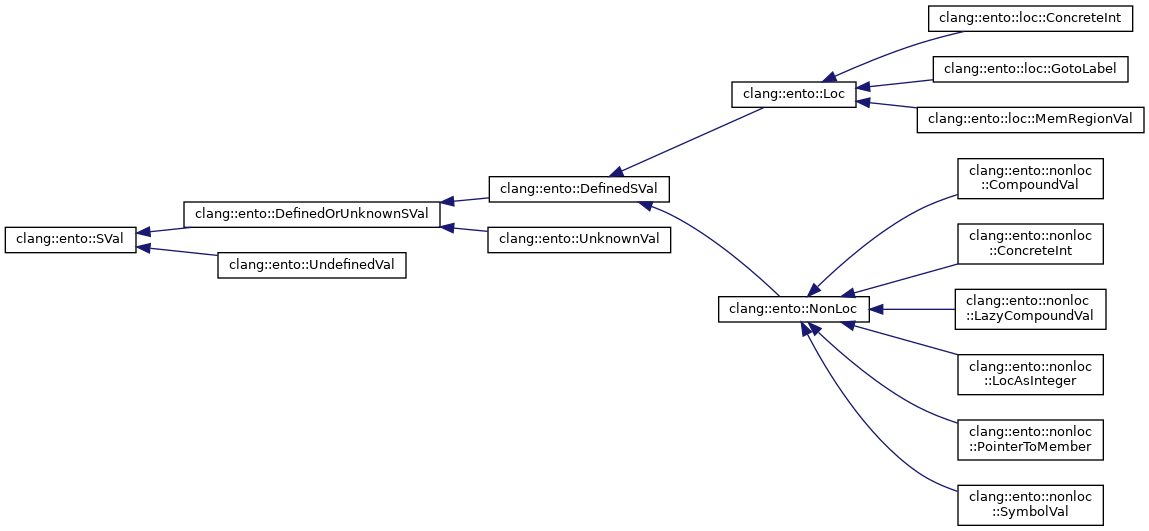 clang::ento::loc::ConcreteInt
clang::ento::loc::GotoLabel
clang::ento::Loc
clang::ento::loc::MemRegionVal
clang::ento::nonloc
::CompoundVal
clang::ento::DefinedSVal
clang::ento::DefinedOrUnknownSVal
clang::ento::SVal
clang::ento::UnknownVal
clang::ento::nonloc
::ConcreteInt
clang::ento::UndefinedVal
clang::ento::NonLoc
clang::ento::nonloc
::LazyCompoundVal
clang::ento::nonloc
::LocAsInteger
clang::ento::nonloc
::PointerToMember
clang::ento::nonloc
::SymbolVal